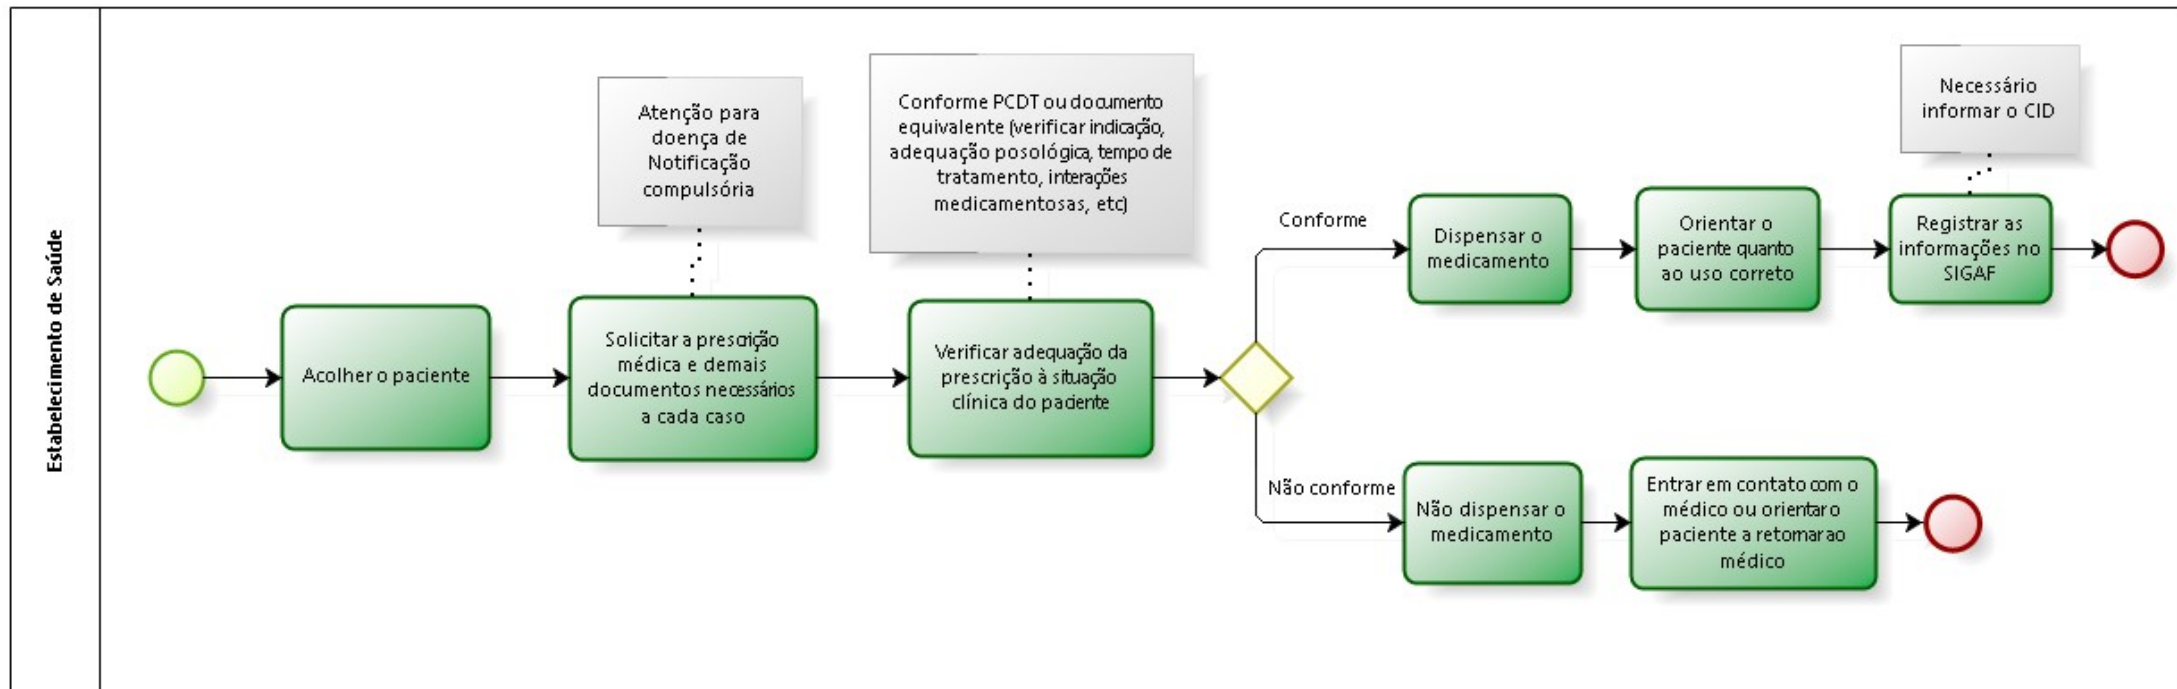 Estabelecimento de Saúde
Acolher o paciente
Atenção para
doença de
Notificação
compulsória
Solicitar a prescrição
médica e demais
documentos necessários
a cada caso
Conforme PCDT ou documento
equivalente (verificar indicação,
adequação posológica, tempo de
tratamento, interações
medicamentosas, etc)
Verificar adequação da
prescrição à situação
clínica do paciente
Conforme
Dispensar o
medicamento
Orientar o
paciente quanto
ao uso correto
Necessário
informar o CID
Registrar as
informações no
SIGAF
Não conforme
Não dispensar o
medicamento
Entrar em contato com o
médico ou orientar o
paciente a retornar ao
médico